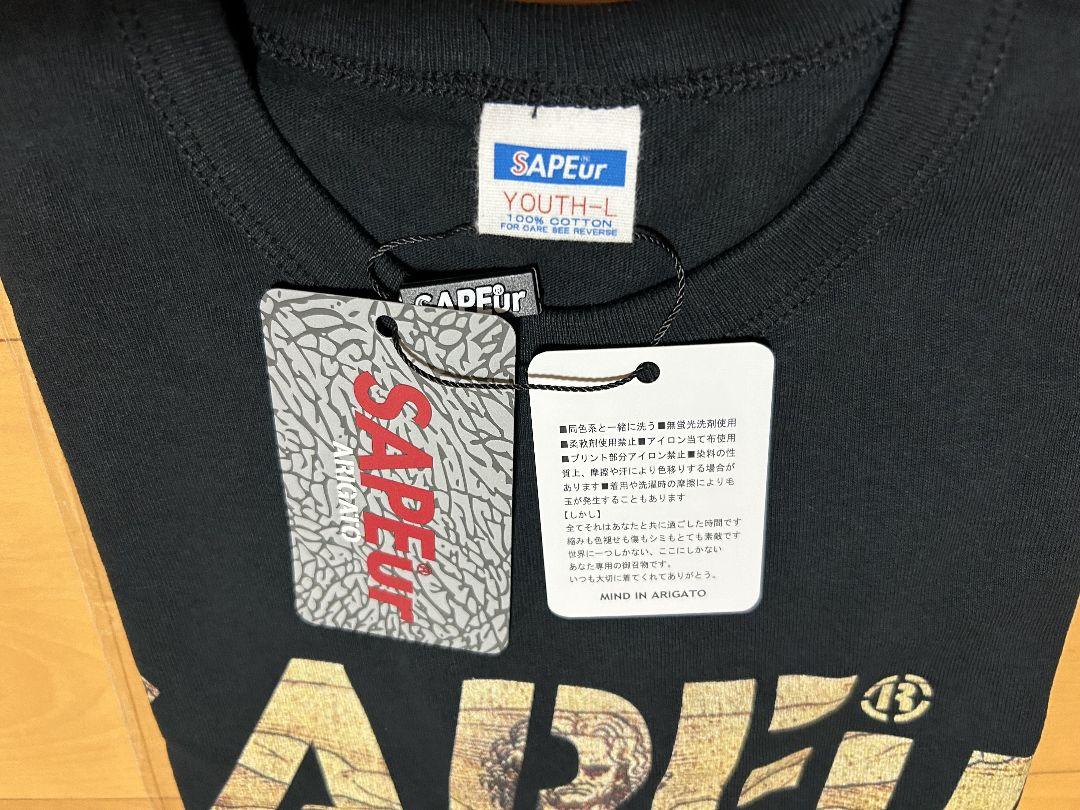 SAPEur
YOUTH-L
100% COTTON
FOR CARE SEE REVERSE
SAPEur®
SAPEur®
ARIGATO
■同色系と一緒に洗う■無蛍光洗剤使用
■柔軟剤使用禁止■アイロン当て布使用
■プリント部分アイロン禁止■染料の性
質上、摩擦や汗により色移りする場合が
あります■着用や洗濯時の摩擦により毛
玉が発生することもあります
【しかし】
全てそれはあなたと共に過ごした時間です
縮みも色褪せも傷もシミもとても素敵です
世界に一つしかない、ここにしかない
あなた専用の御召物です。
いつも大切に着てくれてありがとう。
MIND IN ARIGATO
APEur®